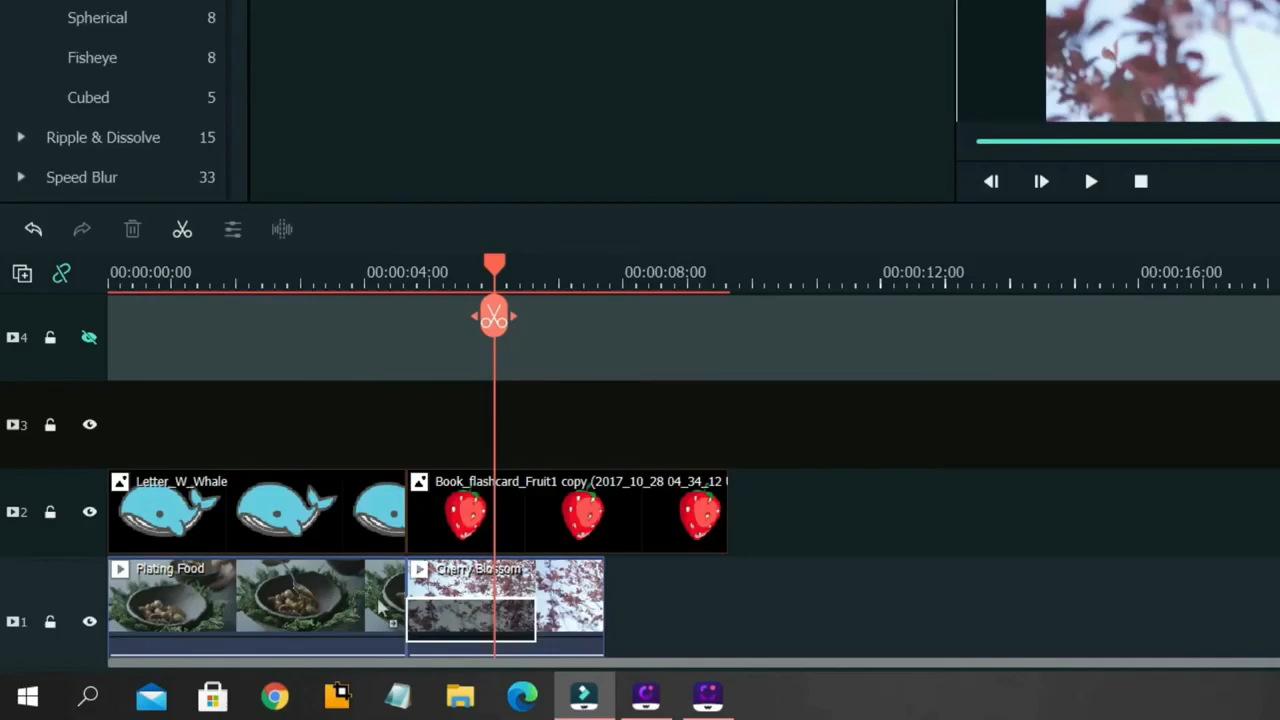 Spherical 8
Fisheye 8
Cubed 5
Ripple & Dissolve 15
Speed Blur 33
00:00:00;00 00:00:04;00 00:00:08;00 00:00:12;00 00:00:16;00
4
3
Letter_W_Whale Book_flashcard_Fruit1 copy (2017_10_28 04_34_12 U
2
Plating Food Cherry Blossom
1